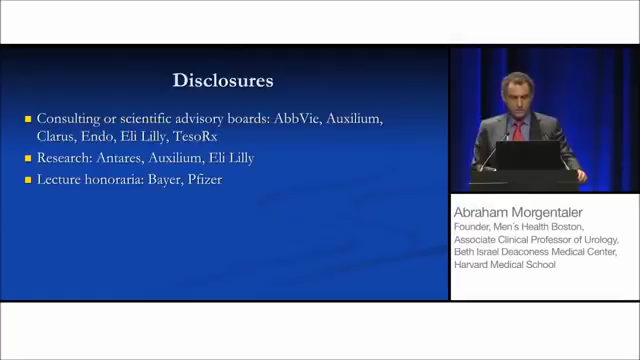 Disclosures
Consulting or scientific advisory boards: AbbVie, Auxilium,
Clarus, Endo, Eli Lilly, TesoRx
Research: Antares, Auxilium, Eli Lilly
Lecture honoraria: Bayer, Pfizer
Abraham Morgentaler
Founder, Men´s Health Boston,
Associate Clinical Professor of Urology,
Beth Israel Deaconess Medical Center,
Harvard Medical School